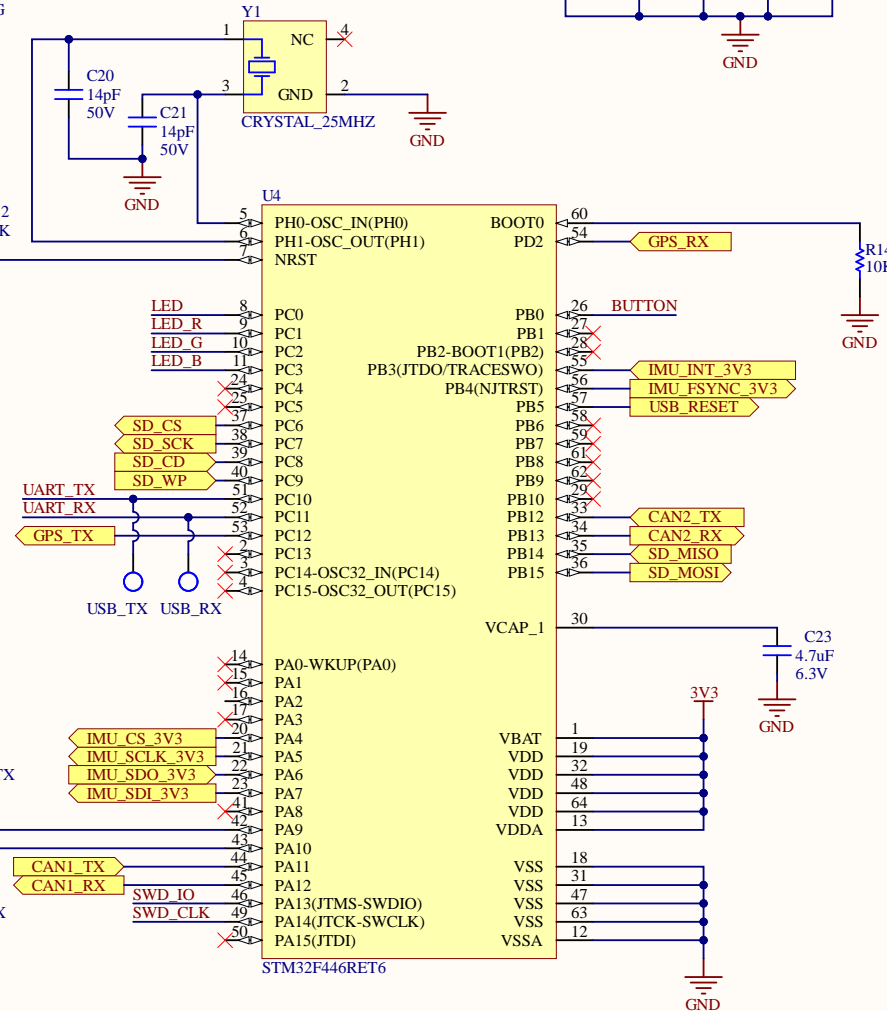 G
Y1
1
NC
4
C20
14pF
50V
3
GND
2
C21
14pF
50V
CRYSTAL_25MHZ
GND
GND
GND
2
K
U4
5
PH0-OSC_IN(PH0)
BOOT0
60
6
PH1-OSC_OUT(PH1)
PD2
54
GPS_RX
7
NRST
R14
10K
GND
LED
8
PC0
PB0
26
BUTTON
LED_R
9
PC1
PB1
27
LED_G
10
PC2
PB2-BOOT1(PB2)
28
LED_B
11
PC3
PB3(JTDO/TRACESWO)
55
IMU_INT_3V3
24
PC4
PB4(NJTRST)
56
IMU_FSYNC_3V3
25
PC5
PB5
57
USB_RESET
SD_CS
37
PC6
PB6
58
SD_SCK
38
PC7
PB7
59
SD_CD
39
PC8
PB8
61
SD_WP
40
PC9
PB9
62
UART_TX
51
PC10
PB10
29
UART_RX
52
PC11
PB12
33
CAN2_TX
GPS_TX
53
PC12
PB13
34
CAN2_RX
2
PC13
PB14
35
SD_MISO
3
PC14-OSC32_IN(PC14)
PB15
36
SD_MOSI
4
PC15-OSC32_OUT(PC15)
USB_TX
USB_RX
VCAP_1
30
C23
4.7uF
6.3V
GND
14
PA0-WKUP(PA0)
15
PA1
16
PA2
17
PA3
3V3
IMU_CS_3V3
20
PA4
VBAT
1
IMU_SCLK_3V3
21
PA5
VDD
19
TX
IMU_SDO_3V3
22
PA6
VDD
32
IMU_SDI_3V3
23
PA7
VDD
48
41
PA8
VDD
64
42
PA9
VDDA
13
43
PA10
CAN1_TX
44
PA11
VSS
18
CAN1_RX
45
PA12
VSS
31
SWD_IO
46
PA13(JTMS-SWDIO)
VSS
47
X
SWD_CLK
49
PA14(JTCK-SWCLK)
VSS
63
50
PA15(JTDI)
VSSA
12
STM32F446RET6
GND